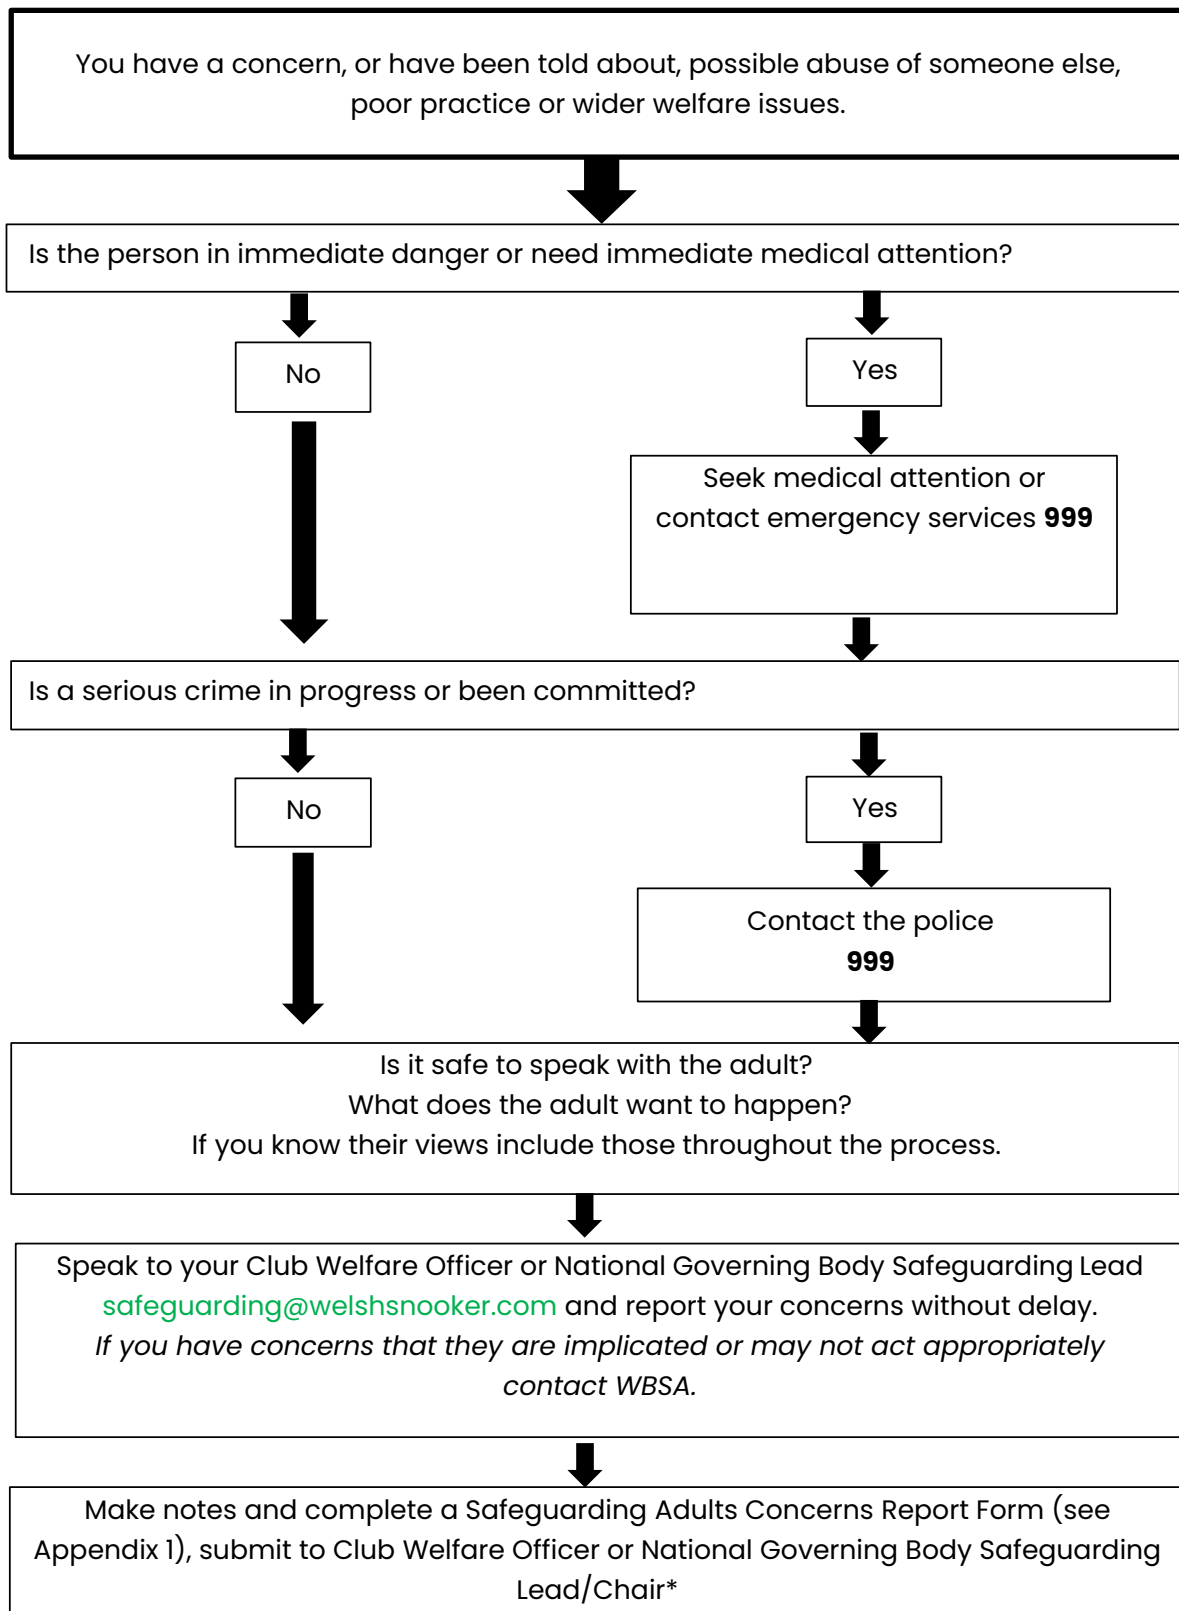 You have a concern, or have been told about, possible abuse of someone else,
poor practice or wider welfare issues.
Is the person in immediate danger or need immediate medical attention?
No
Yes
Seek medical attention or
contact emergency services 999
Is a serious crime in progress or been committed?
No
Yes
Contact the police
999
Is it safe to speak with the adult?
What does the adult want to happen?
If you know their views include those throughout the process.
Speak to your Club Welfare Officer or National Governing Body Safeguarding Lead
safeguarding@welshsnooker.com and report your concerns without delay.
If you have concerns that they are implicated or may not act appropriately
contact WBSA.
Make notes and complete a Safeguarding Adults Concerns Report Form (see
Appendix 1), submit to Club Welfare Officer or National Governing Body Safeguarding
Lead/Chair*